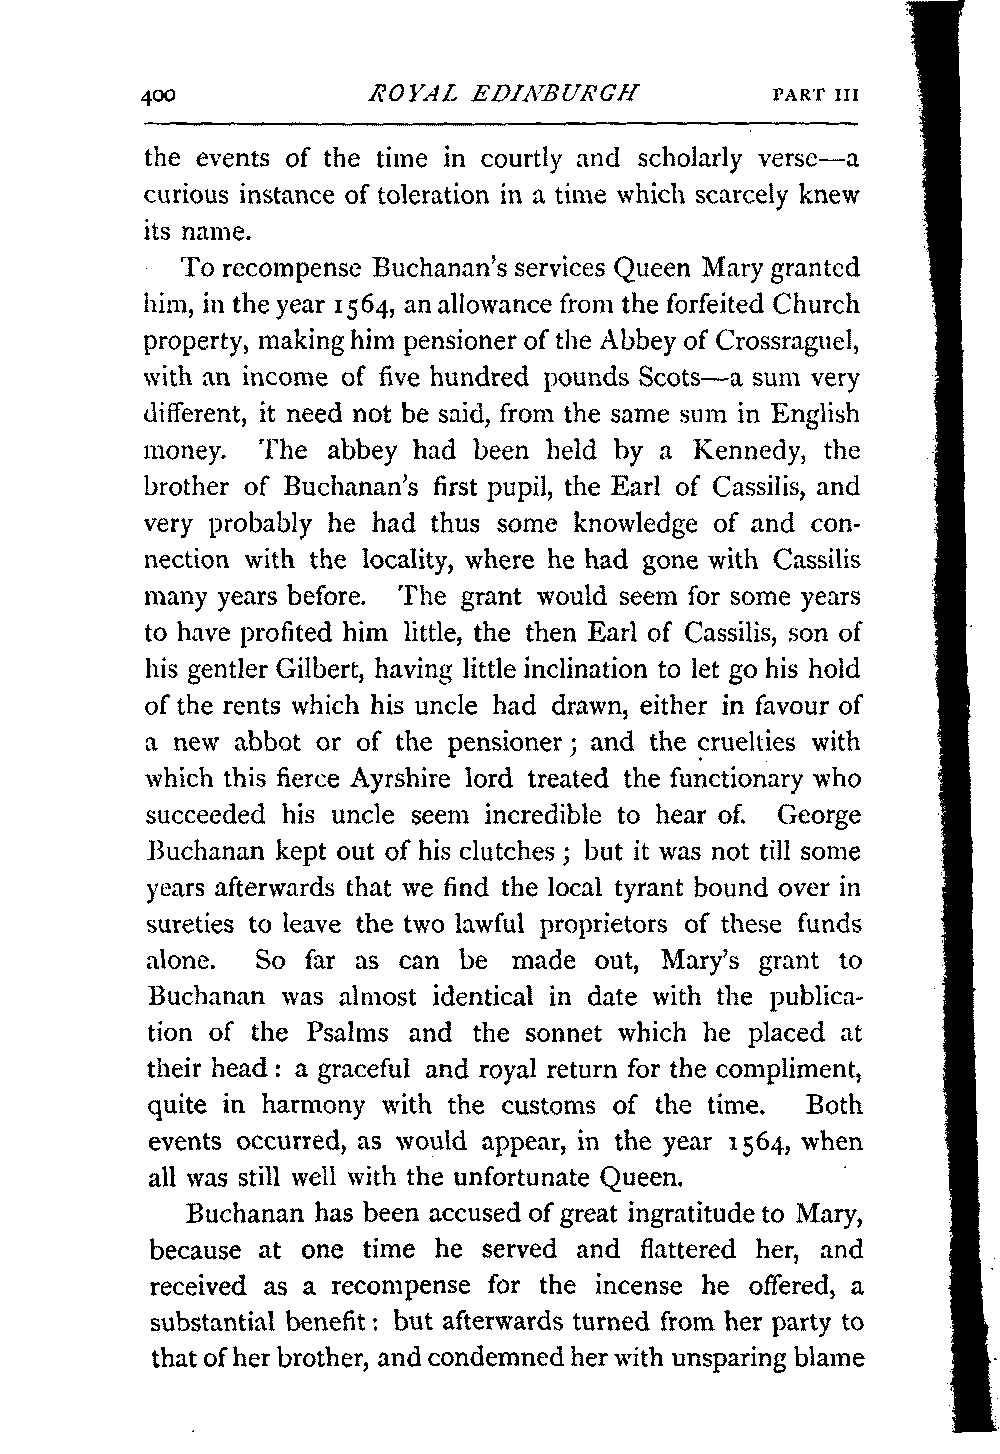 400 ROYAL EDINBURGH PART III
the events of the time in courtly and scholarly verse—a
curious instance of toleration in a time which scarcely knew
its name.
To recompense Buchanan's services Queen Mary granted
him, in the year 1564, an allowance from the forfeited Church
property, making him pensioner of the Abbey of Crossraguel,
with an income of five hundred pounds Scots—a sum very
different, it need not be said, from the same sum in English
money. The abbey had been held by a Kennedy, the
brother of Buchanan's first pupil, the Earl of Cassilis, and
very probably he had thus some knowledge of and con-
nection with the locality, where he had gone with Cassilis
many years before. The grant would seem for some years
to have profited him little, the then Earl of Cassilis, son of
his gentler Gilbert, having little inclination to let go his hold
of the rents which his uncle had drawn, either in favour of
a new abbot or of the pensioner; and the cruelties with
which this fierce Ayrshire lord treated the functionary who
succeeded his uncle seem incredible to hear of. George
Buchanan kept out of his clutches; but it was not till some
years afterwards that we find the local tyrant bound over in
sureties to leave the two lawful proprietors of these funds
alone. So far as can be made out, Mary's grant to
Buchanan was almost identical in date with the publica-
tion of the Psalms and the sonnet which he placed at
their head: a graceful and royal return for the compliment,
quite in harmony with the customs of the time. Both
events occurred, as would appear, in the year 1564, when
all was still well with the unfortunate Queen.
Buchanan has been accused of great ingratitude to Mary,
because at one time he served and flattered her, and
received as a recompense for the incense he offered, a
substantial benefit: but afterwards turned from her party to
that of her brother, and condemned her with unsparing blame